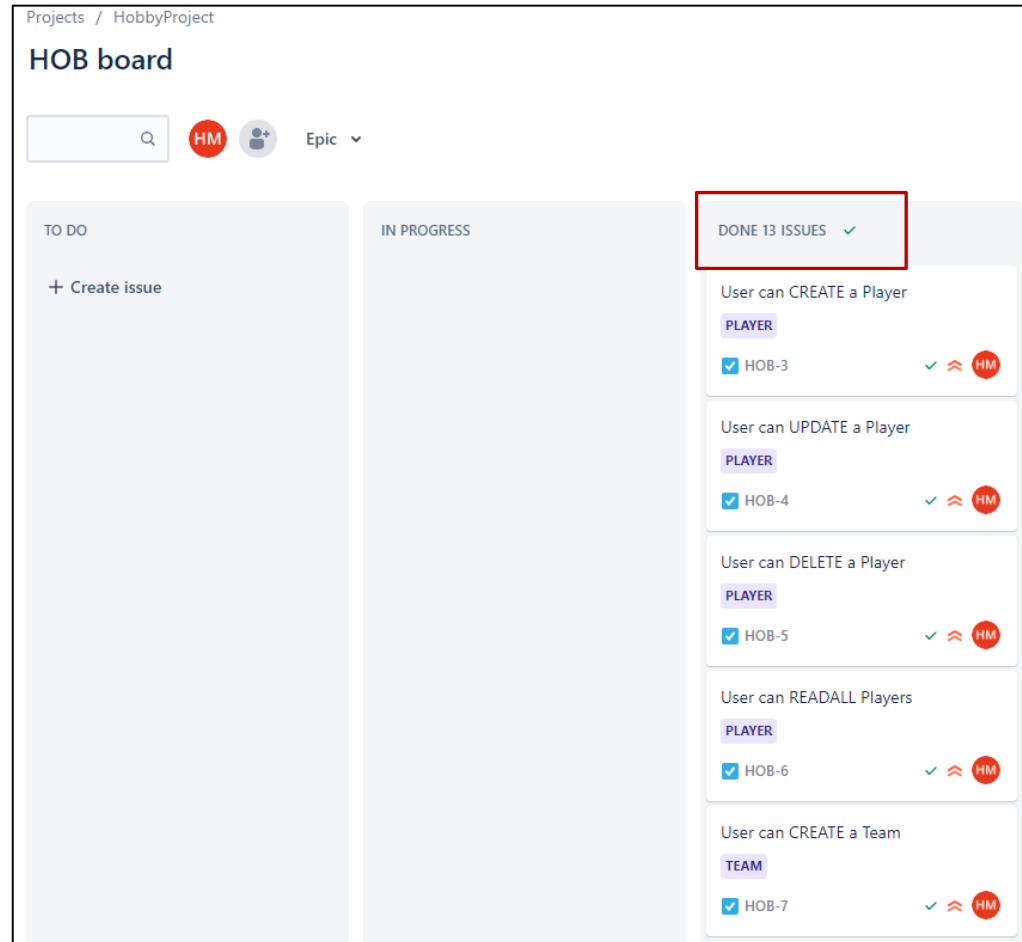 Projects / HobbyProject
HOB board
HM
Epic
TO DO
+ Create issue
IN PROGRESS
DONE 13 ISSUES
User can CREATE a Player
PLAYER
HOB-3
HM
User can UPDATE a Player
PLAYER
HOB-4
HM
User can DELETE a Player
PLAYER
HOB-5
HM
User can READALL Players
PLAYER
HOB-6
HM
User can CREATE a Team
TEAM
HOB-7
HM